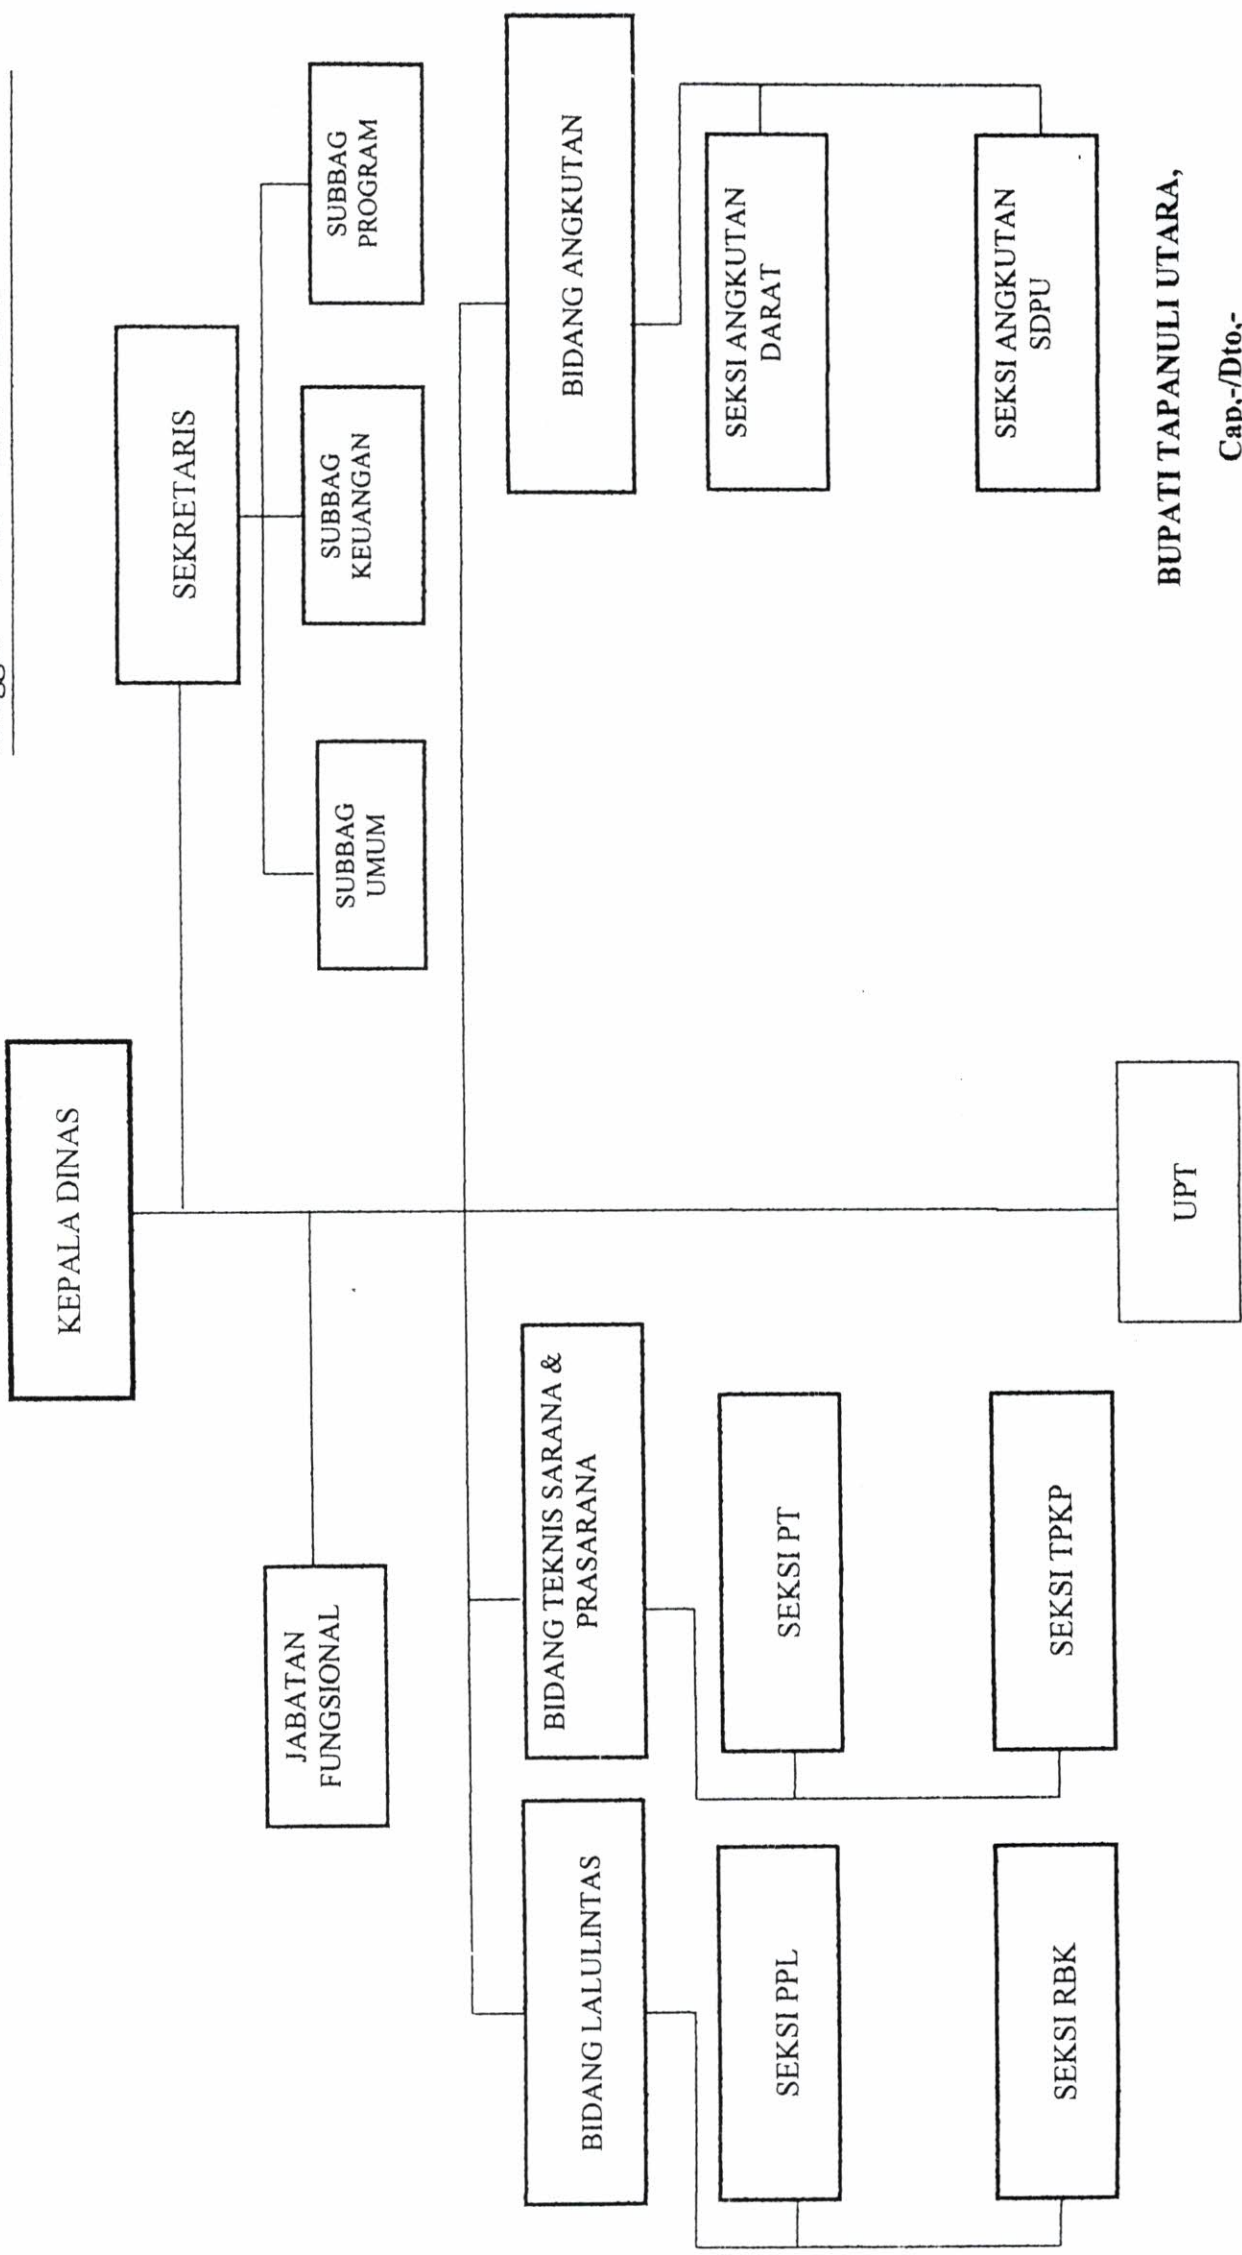 KEPALA DINAS
SEKRETARIS
JABATAN
FUNGSIONAL
SUBBAG
UMUM
SUBBAG
KEUANGAN
SUBBAG
PROGRAM
BIDANG LALULINTAS
BIDANG TEKNIS SARANA &
PRASARANA
BIDANG ANGKUTAN
SEKSI PPL
SEKSI PT
SEKSI ANGKUTAN
DARAT
SEKSI RBK
SEKSI TPKP
SEKSI ANGKUTAN
SDPU
UPT
BUPATI TAPANULI UTARA,
Cap,-/Dto,-